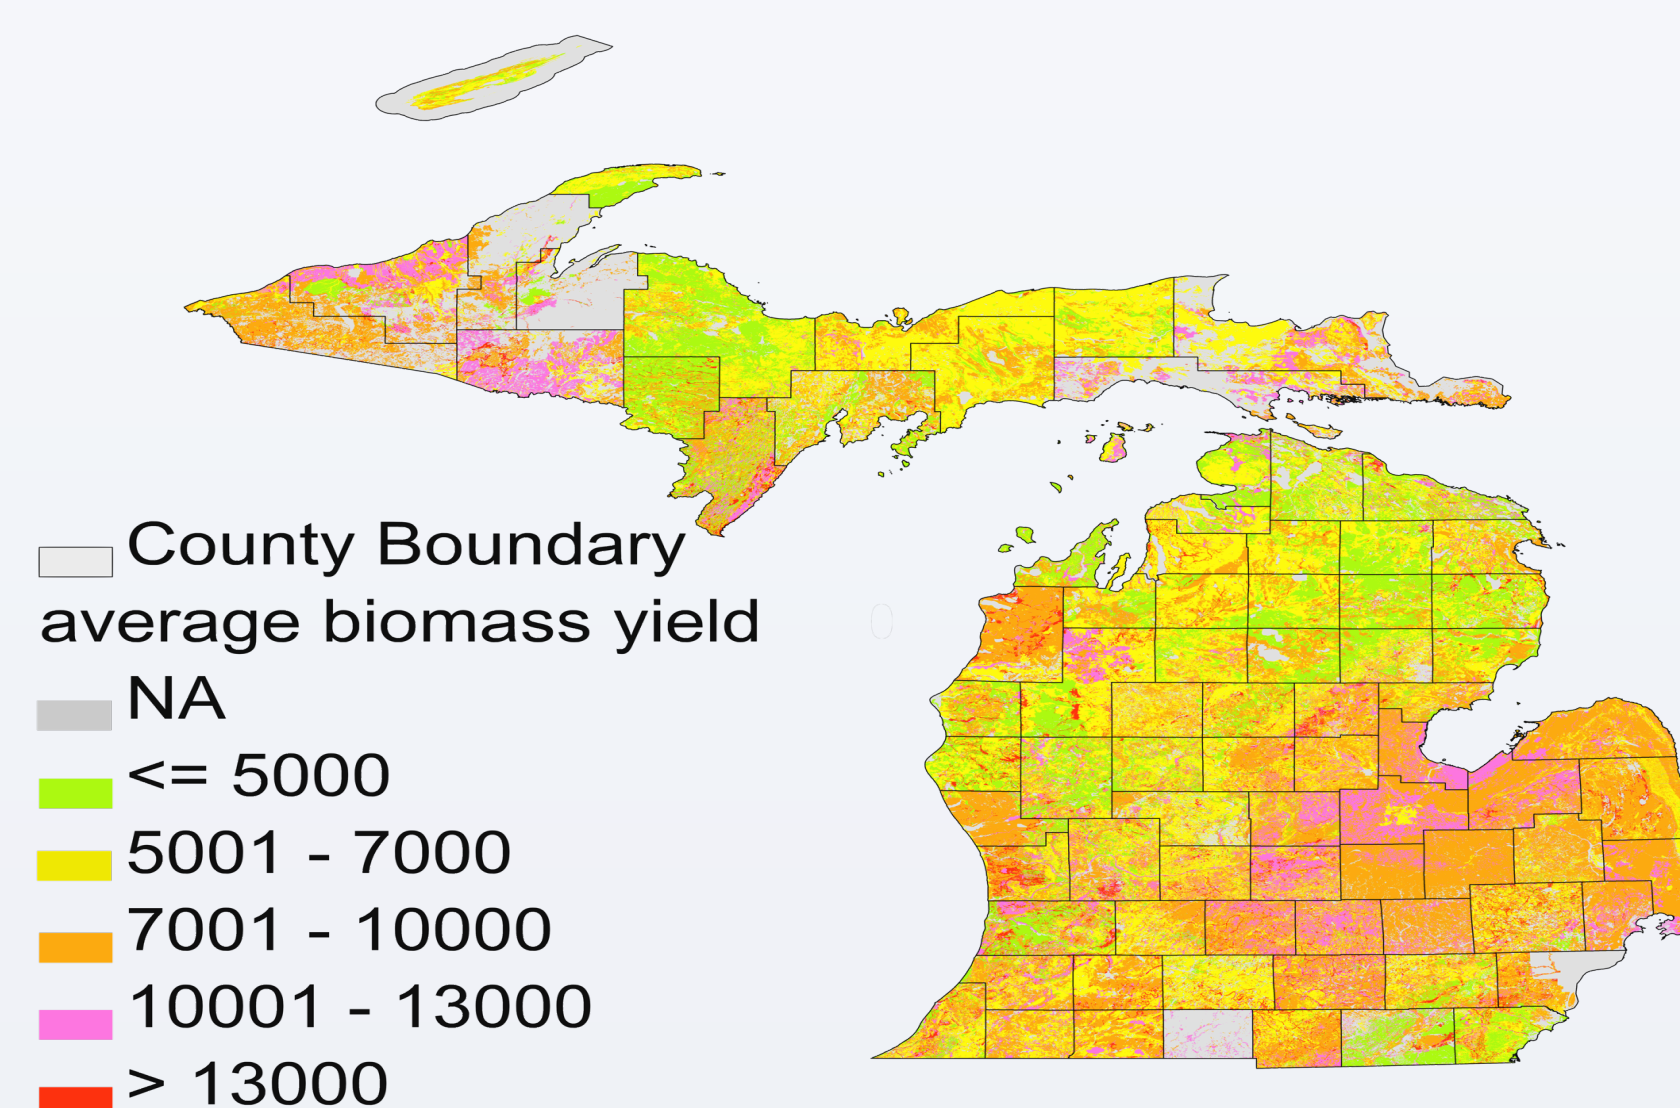 County Boundary
average biomass yield
NA
<= 5000
5001 - 7000
7001 - 10000
10001 - 13000
> 13000